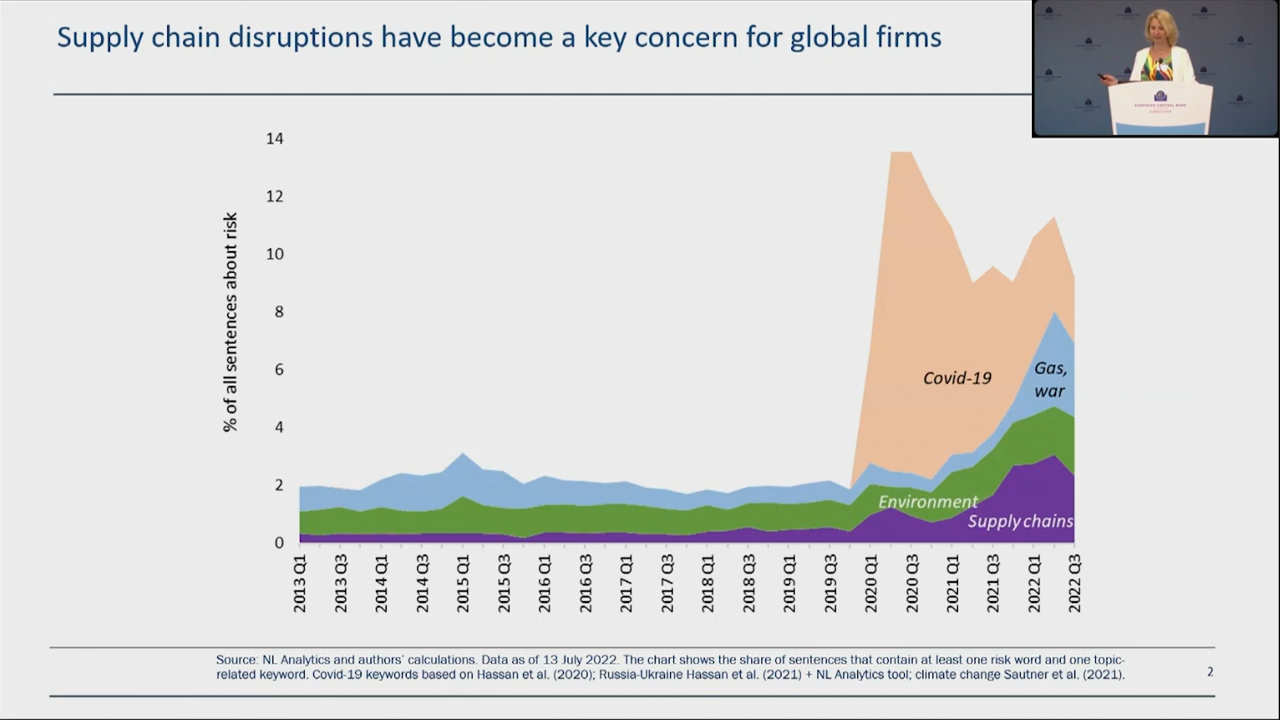 Supply chain disruptions have become a key concern for global firms
EUROPEAN CENTRAL BANK
% of all sentences about risk
14
12
10
8
6
4
2
0
Covid-19
Gas,
war
Environment
Supply chains
2013 Q1
2013 Q3
2014 Q1
2014 Q3
2015 Q1
2015 Q3
2016 Q1
2016 Q3
2017 Q1
2017 Q3
2018 Q1
2018 Q3
2019 Q1
2019 Q3
2020 Q1
2020 Q3
2021 Q1
2021 Q3
2022 Q1
2022 Q3
Source: NL Analytics and authors’ calculations. Data as of 13 July 2022. The chart shows the share of sentences that contain at least one risk word and one topic-
related keyword. Covid-19 keywords based on Hassan et al. (2020); Russia-Ukraine Hassan et al. (2021) + NL Analytics tool; climate change Sautner et al. (2021).
2